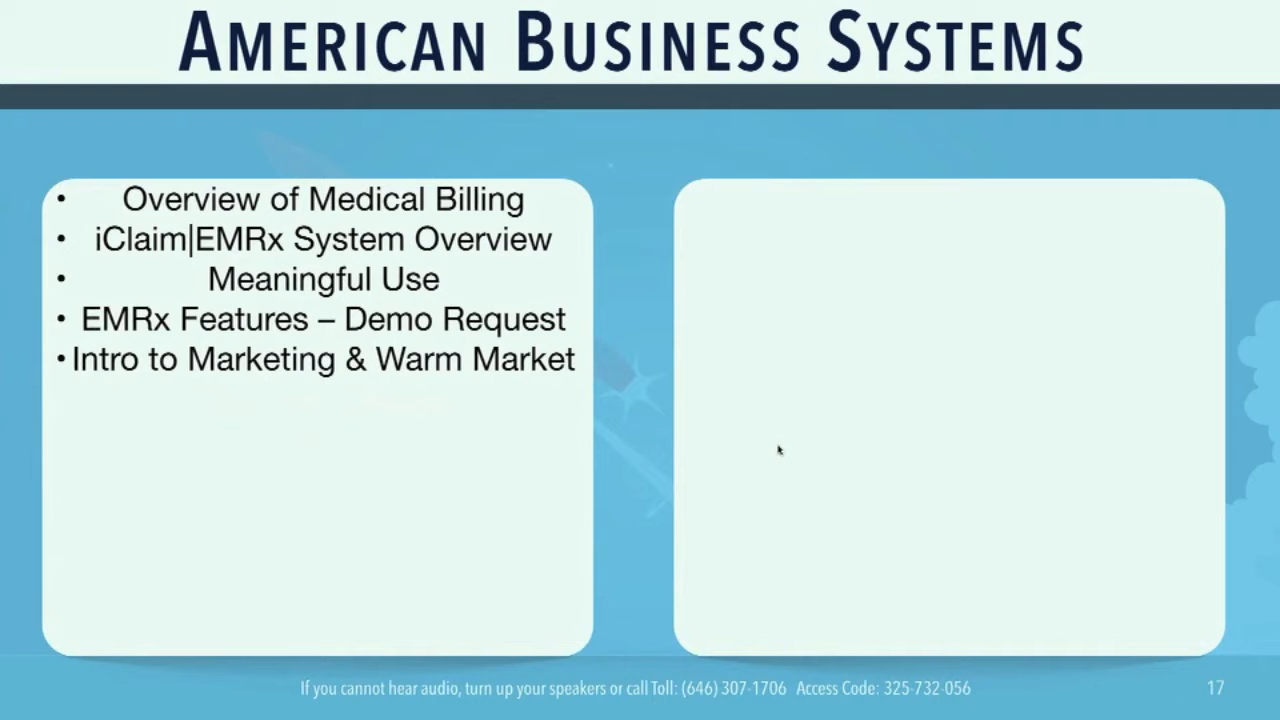 AMERICAN BUSINESS SYSTEMS
• Overview of Medical Billing
• iClaim|EMRx System Overview
• Meaningful Use
• EMRx Features – Demo Request
• Intro to Marketing & Warm Market
If you cannot hear audio, turn up your speakers or call Toll: (646) 307-1706 Access Code: 325-732-056
17